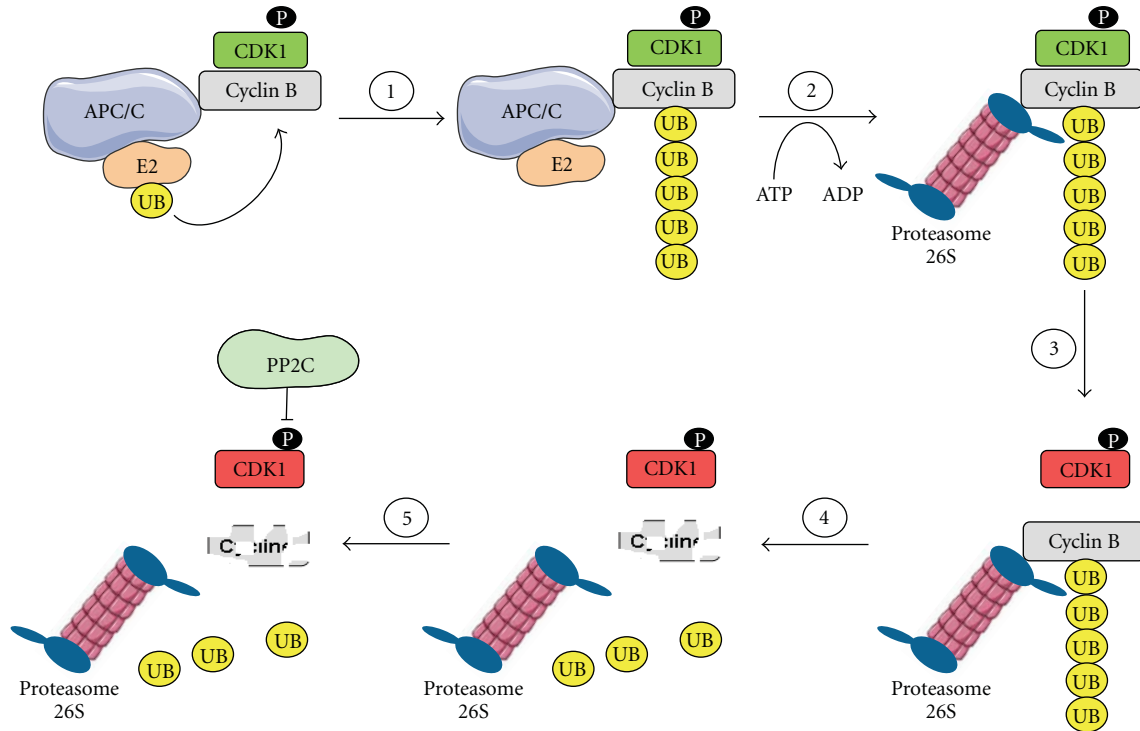 P
CDK1
Cyclin B
APC/C
E2
UB
1
P
CDK1
Cyclin B
APC/C
E2
UB
UB
UB
UB
UB
2
ATP
ADP
P
CDK1
Cyclin B
UB
UB
UB
UB
UB
Proteasome
26S
3
P
CDK1
Cyclin B
UB
UB
UB
UB
UB
Proteasome
26S
4
P
CDK1
UB
UB
UB
Proteasome
26S
5
PP2C
P
CDK1
UB
UB
UB
Proteasome
26S